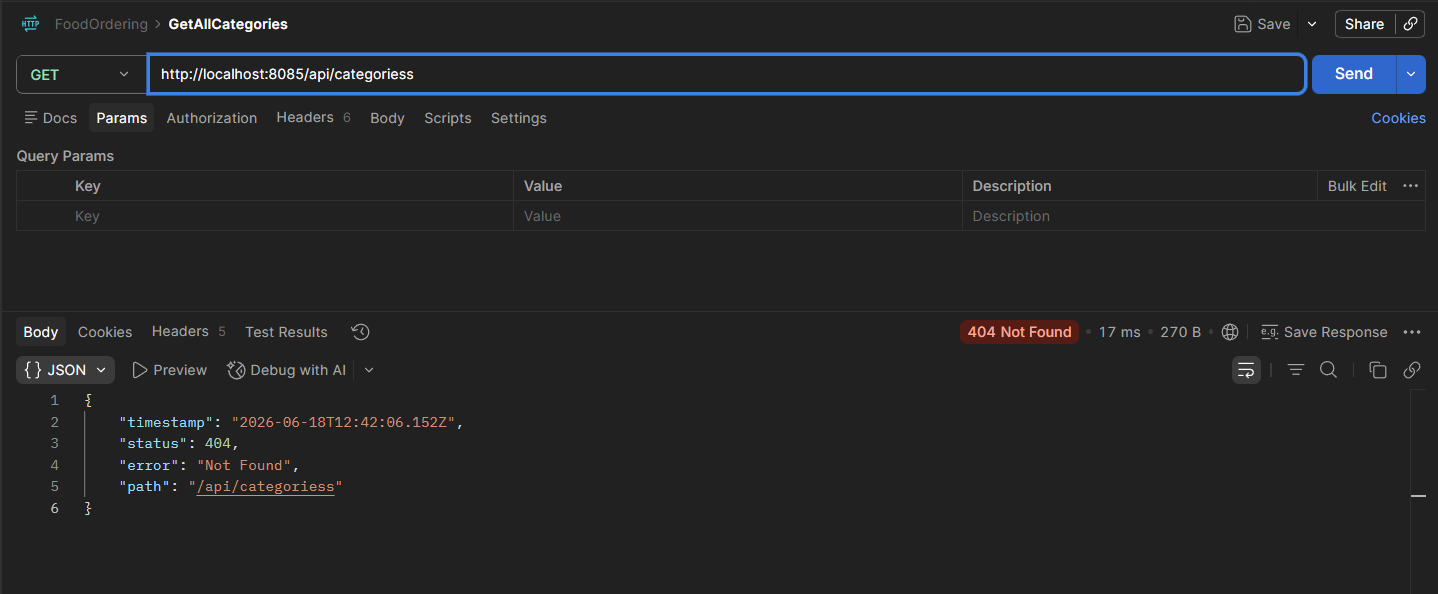 HTTP FoodOrdering > GetAllCategories Save Share
GET http://localhost:8085/api/categoriess Send
Docs Params Authorization Headers 6 Body Scripts Settings Cookies
Query Params
Key Value Description Bulk Edit
Key Value Description
Body Cookies Headers 5 Test Results 404 Not Found • 17 ms • 270 B • e.g. Save Response
{} JSON Preview Debug with AI
1 {
2 "timestamp": "2026-06-18T12:42:06.152Z",
3 "status": 404,
4 "error": "Not Found",
5 "path": "/api/categoriess"
6 }